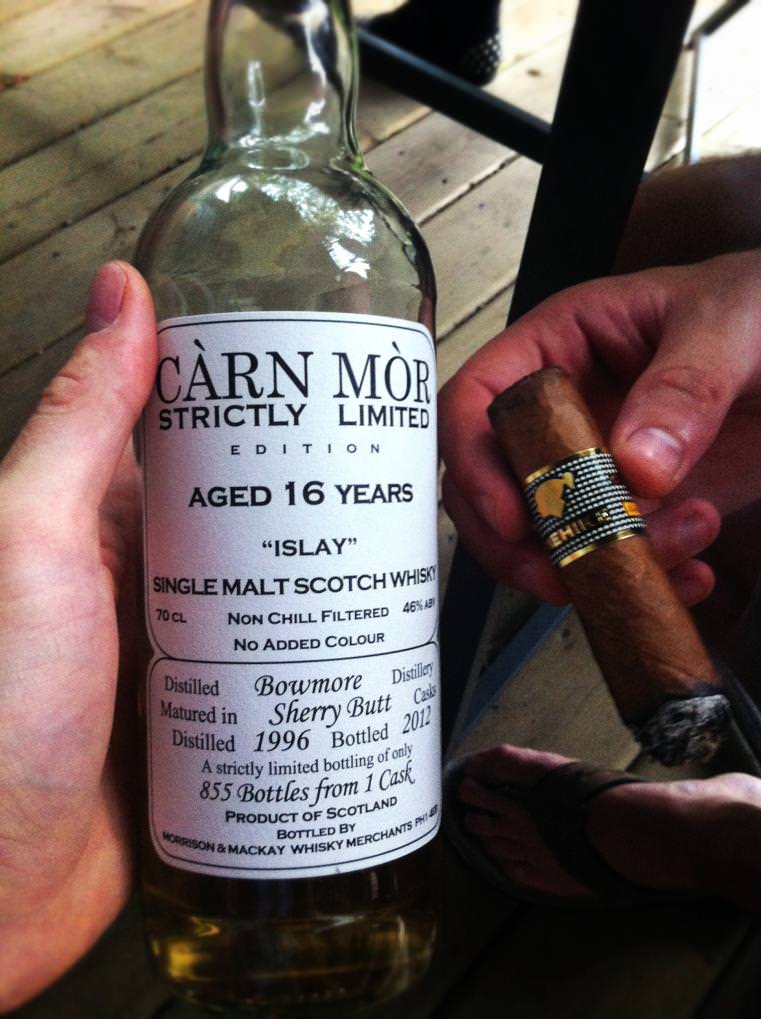 CÀRN MÒR
STRICTLY LIMITED
EDITION
AGED 16 YEARS
“ISLAY”
SINGLE MALT SCOTCH WHISKY
70 CL Non Chill Filtered 46% ABV
No Added Colour
Distilled Bowmore Distillery
Matured in Sherry Butt Casks
Distilled 1996 Bottled 2012
A strictly limited bottling of only
855 Bottles from 1 Cask
Product of Scotland
Bottled By
Morrison & Mackay Whisky Merchants PH1
EHIKE